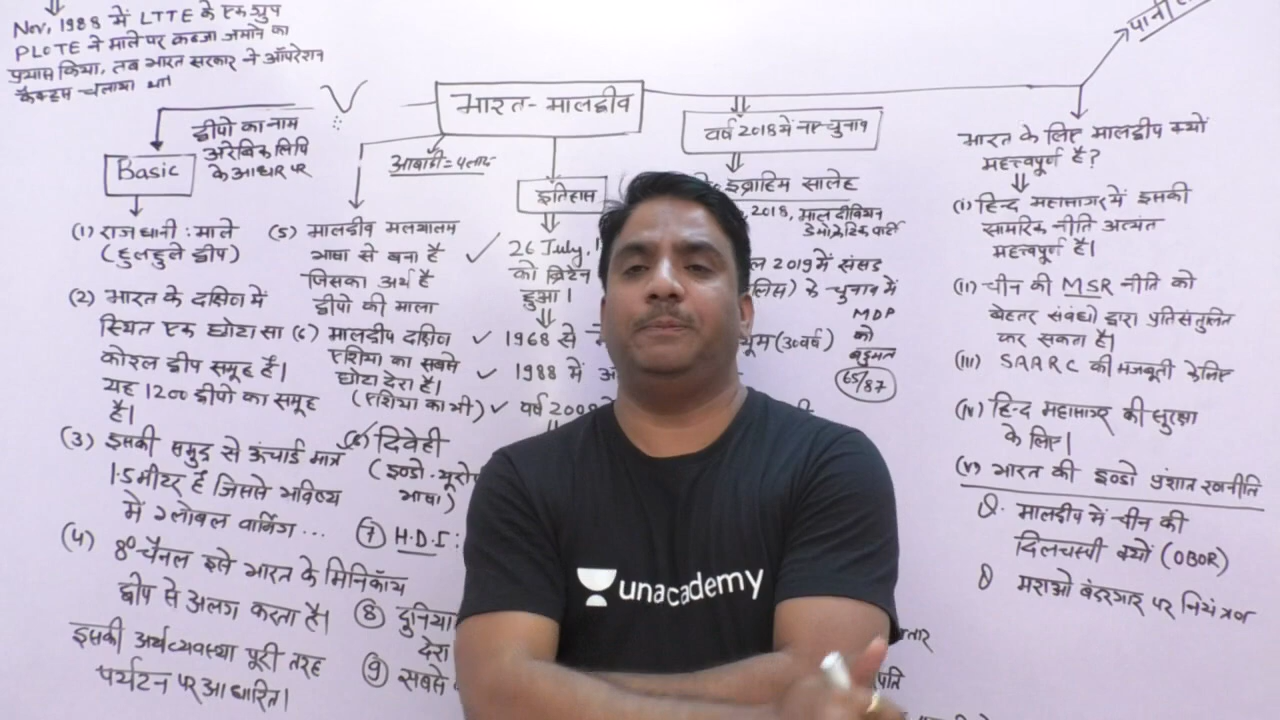 Nov, 1988 में LTTE के एक ग्रुप
PLOTE ने माले पर कब्जा जमाने का
प्रयास किया, तब भारत सरकार ने ऑपरेशन
कैक्टस चलाया था
भारत-मालद्वीव
Basic
द्वीपो का नाम
अरेबिक लिपि
के आधार पर
(1) राजधानी : माले
(हुलहुले द्वीप)
(2) भारत के दक्षिण में
स्थित एक छोटा सा
कोरल द्वीप समूह है।
यह 1200 द्वीपो का समूह
है।
(3) इसकी समुद्र से ऊंचाई मात्र
1.5 मीटर है जिससे भविष्य
में ग्लोबल वार्मिंग...
(4) 8° चैनल इसे भारत के मिनिकॉय
द्वीप से अलग करता है।
इसकी अर्थव्यवस्था पूरी तरह
पर्यटन पर आधारित।
आबादी = 4 लाख
(5) मालदीव मलयालम
भाषा से बना है
जिसका अर्थ है
द्वीपो की माला
(6) मालदीप दक्षिण
एशिया का सबसे
छोटा देश है।
(एशिया का भी)
दिवेही
(इण्डो-यूरो
भाषा)
(7) H.D.I :
(8) दुनिया
देश
(9) सबसे
इतिहास
26 July,
को ब्रिटेन
हुआ।
1968 से
यूम (30 वर्ष)
1988 में
वर्ष 2008
वर्ष 2018 में नए चुनाव
इब्राहिम सालेह
2018, मालदीवियन
डेमोक्रेटिक पार्टी
2019 में संसद
के चुनाव में
MDP
को
बहुमत
65/87
पानी
भारत के लिए मालद्वीप क्यों
महत्त्वपूर्ण है?
(i) हिन्द महासागर में इसकी
सामरिक नीति अत्यंत
महत्त्वपूर्ण है।
(ii) चीन की MSR नीति को
बेहतर संबंधो द्वारा प्रतिसंतुलित
कर सकता है।
(iii) SAARC की मजबूती के लिए
(iv) हिन्द महासागर की सुरक्षा
के लिए।
(v) भारत की इण्डो प्रशांत रणनीति
Q. मालदीप में चीन की
दिलचस्पी क्यों (OBOR)
Q मराओ बंदरगाह पर नियंत्रण
unacademy